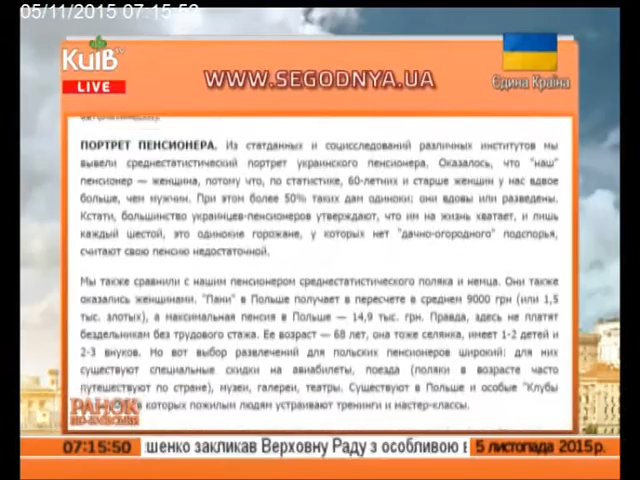 05/11/2015 07:15:52
КиїВ TV
LIVE
WWW.SEGODNYA.UA
Єдина Країна
ПОРТРЕТ ПЕНСИОНЕРА. Из статданных и социсследований различных институтов мы
вывели среднестатистический портрет украинского пенсионера. Оказалось, что "наш"
пенсионер — женщина, потому что, по статистике, 60-летних и старше женщин у нас вдвое
больше, чем мужчин. При этом более 50% таких дам одиноки: они вдовы или разведены.
Кстати, большинство украинцев-пенсионеров утверждают, что им на жизнь хватает, и лишь
каждый шестой, это одинокие горожане, у которых нет "дачно-огородного" подспорья,
считают свою пенсию недостаточной.
Мы также сравнили с нашим пенсионером среднестатистического поляка и немца. Они также
оказались женщинами. "Пани" в Польше получает в пересчете в среднем 9000 грн (или 1,5
тыс. злотых), а максимальная пенсия в Польше — 14,9 тыс. грн. Правда, здесь не платят
бездельникам без трудового стажа. Ее возраст — 68 лет, она тоже селянка, имеет 1-2 детей и
2-3 внуков. Но вот выбор развлечений для польских пенсионеров широкий: для них
существуют специальные скидки на авиабилеты, поезда (поляки в возрасте часто
путешествуют по стране), музеи, галереи, театры. Существуют в Польше и особые "Клубы
в которых пожилым людям устраивают тренинги и мастер-классы.
РАНОК
ПО-КИЇВСЬКИ
07:15:50 шенко закликав Верховну Раду з особливою в 5 листопада 2015р.